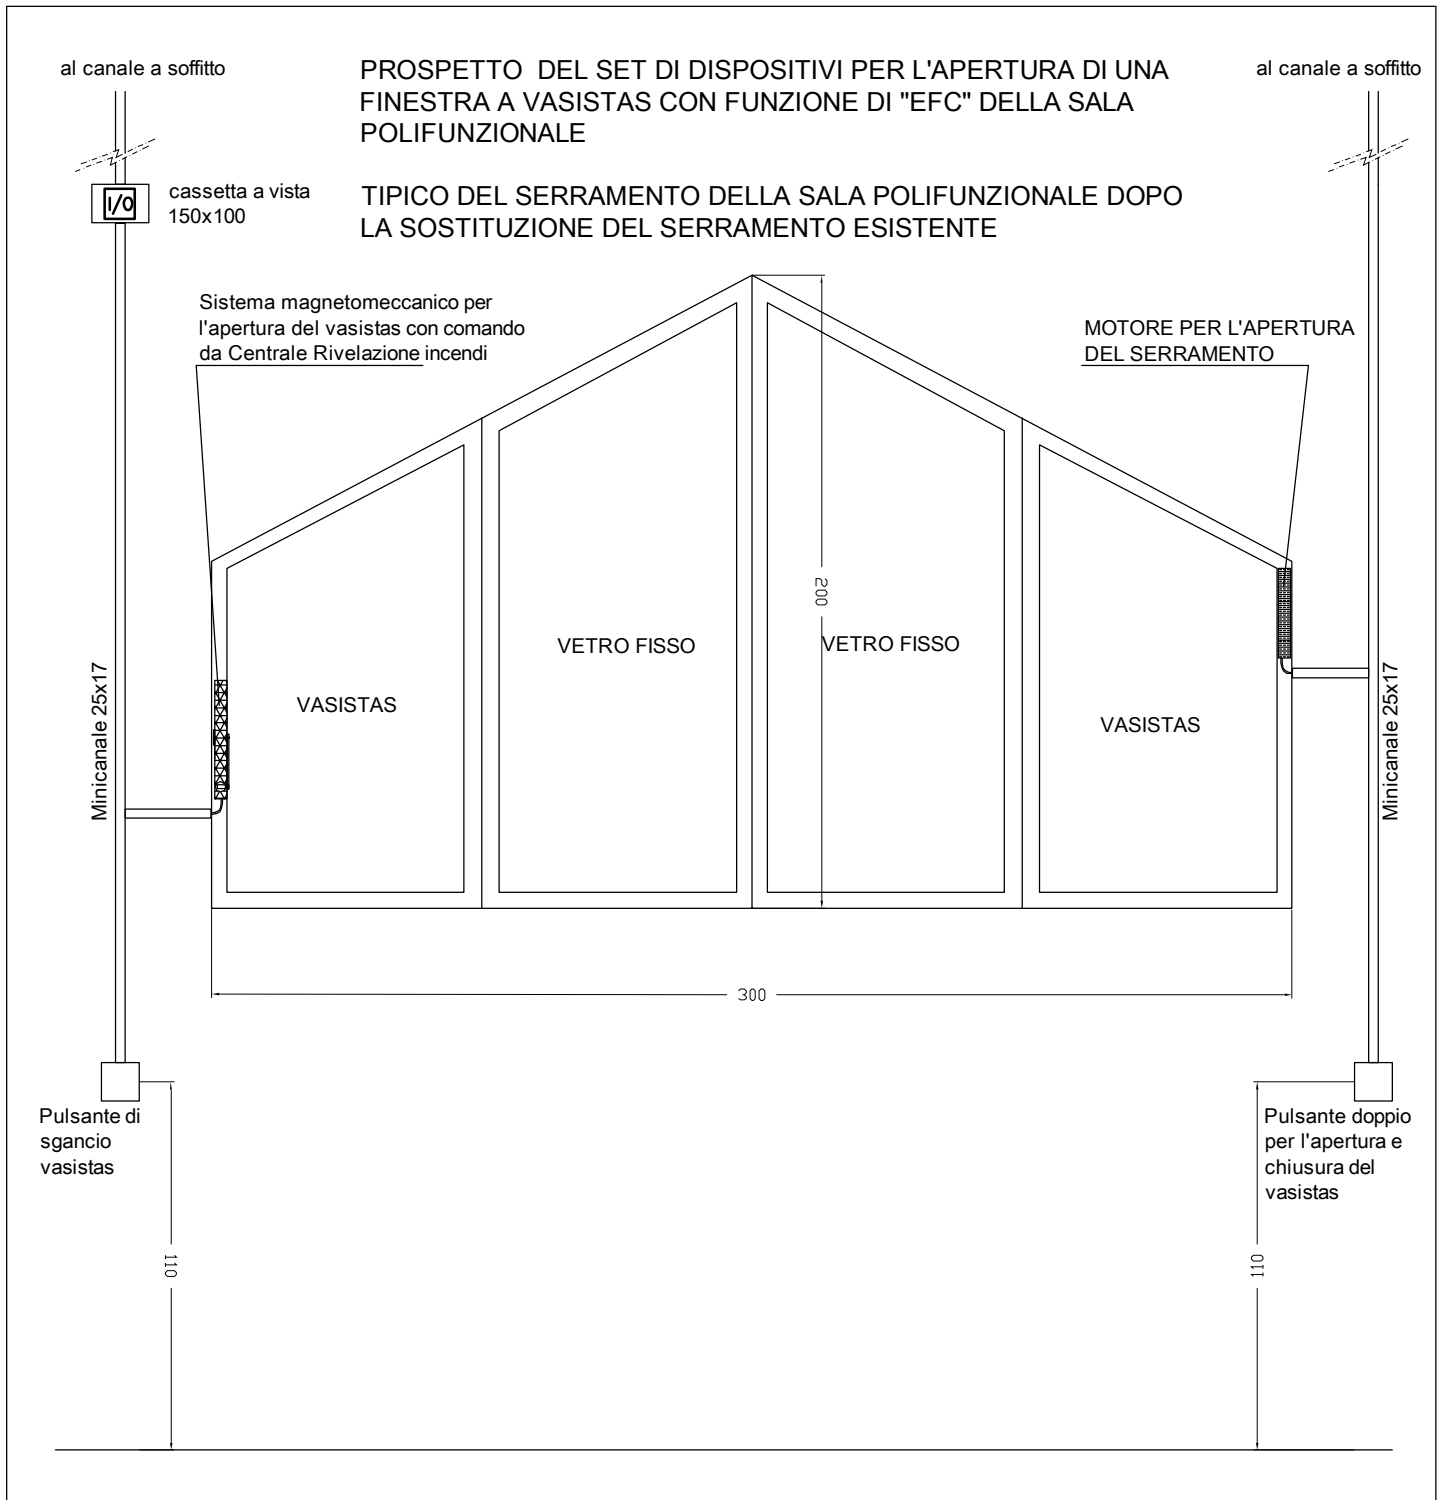 al canale a soffitto
PROSPETTO DEL SET DI DISPOSITIVI PER L'APERTURA DI UNA
FINESTRA A VASISTAS CON FUNZIONE DI "EFC" DELLA SALA
POLIFUNZIONALE
al canale a soffitto
I/O
cassetta a vista
150x100
TIPICO DEL SERRAMENTO DELLA SALA POLIFUNZIONALE DOPO
LA SOSTITUZIONE DEL SERRAMENTO ESISTENTE
Sistema magnetomeccanico per
l'apertura del vasistas con comando
da Centrale Rivelazione incendi
MOTORE PER L'APERTURA
DEL SERRAMENTO
200
VETRO FISSO
VETRO FISSO
VASISTAS
VASISTAS
Minicanale 25x17
Minicanale 25x17
300
Pulsante di
sgancio
vasistas
Pulsante doppio
per l'apertura e
chiusura del
vasistas
110
110